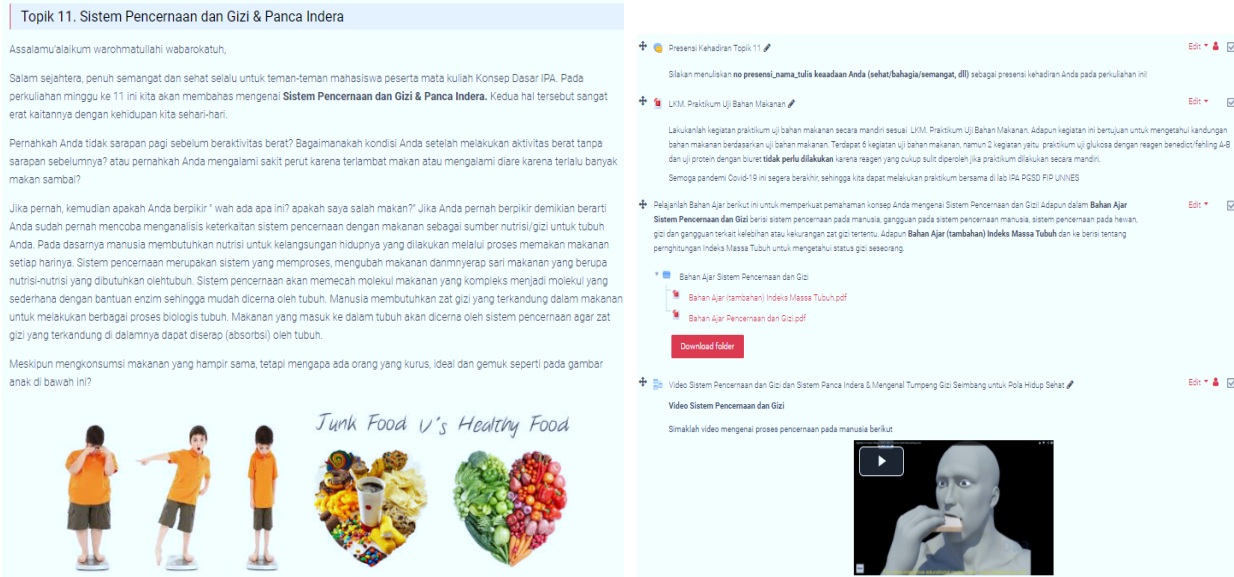 Topik 11. Sistem Pencernaan dan Gizi & Panca Indera
Assalamu'alaikum warohmatullahi wabarokatuh,
Salam sejahtera, penuh semangat dan sehat selalu untuk teman-teman mahasiswa peserta mata kuliah Konsep Dasar IPA. Pada
perkuliahan minggu ke 11 ini kita akan membahas mengenai Sistem Pencernaan dan Gizi & Panca Indera. Kedua hal tersebut sangat
erat kaitannya dengan kehidupan kita sehari-hari.
Pernahkah Anda tidak sarapan pagi sebelum beraktivitas berat? Bagaimanakah kondisi Anda setelah melakukan aktivitas berat tanpa
sarapan sebelumnya? atau pernahkah Anda mengalami sakit perut karena terlambat makan atau mengalami diare karena terlalu banyak
makan sambal?
Jika pernah, kemudian apakah Anda berpikir " wah ada apa ini? apakah saya salah makan?" Jika Anda pernah berpikir demikian berarti
Anda sudah pernah mencoba menganalisis keterkaitan sistem pencernaan dengan makanan sebagai sumber nutrisi/gizi untuk tubuh
Anda. Pada dasarnya manusia membutuhkan nutrisi untuk kelangsungan hidupnya yang dilakukan melalui proses memakan makanan
setiap harinya. Sistem pencernaan merupakan sistem yang memproses, mengubah makanan danmnyerap sari makanan yang berupa
nutrisi-nutrisi yang dibutuhkan olehtubuh. Sistem pencernaan akan memecah molekul makanan yang kompleks menjadi molekul yang
sederhana dengan bantuan enzim sehingga mudah dicerna oleh tubuh. Manusia membutuhkan zat gizi yang terkandung dalam makanan
untuk melakukan berbagai proses biologis tubuh. Makanan yang masuk ke dalam tubuh akan dicerna oleh sistem pencernaan agar zat
gizi yang terkandung di dalamnya dapat diserap (absorbsi) oleh tubuh.
Meskipun mengkonsumsi makanan yang hampir sama, tetapi mengapa ada orang yang kurus, ideal dan gemuk seperti pada gambar
anak di bawah ini?
Junk Food V's Healthy Food
Presensi Kehadiran Topik 11
Edit
Silakan menuliskan no presensi_nama_tulis keaadaan Anda (sehat/bahagia/semangat, dll) sebagai presensi kehadiran Anda pada perkuliahan ini!
LKM. Praktikum Uji Bahan Makanan
Edit
Lakukanlah kegiatan praktikum uji bahan makanan secara mandiri sesuai LKM. Praktikum Uji Bahan Makanan. Adapun kegiatan ini bertujuan untuk mengetahui kandungan
bahan makanan berdasarkan uji bahan makanan. Terdapat 6 kegiatan uji bahan makanan, namun 2 kegiatan yaitu praktikum uji glukosa dengan reagen benedict/fehling A-B
dan uji protein dengan biuret tidak perlu dilakukan karena reagen yang cukup sulit diperoleh jika praktikum dilakukan secara mandiri.
Semoga pandemi Covid-19 ini segera berakhir, sehingga kita dapat melakukan praktikum bersama di lab IPA PGSD FIP UNNES
Pelajarilah Bahan Ajar berikut ini untuk memperkuat pemahaman konsep Anda mengenai Sistem Pencernaan dan Gizi! Adapun dalam Bahan Ajar
Edit
Sistem Pencernaan dan Gizi berisi sistem pencernaan pada manusia, gangguan pada sistem pencernaan manusia, sistem pencernaan pada hewan,
gizi dan gangguan terkait kelebihan atau kekurangan zat gizi tertentu. Adapun Bahan Ajar (tambahan) Indeks Massa Tubuh dan ke berisi tentang
pernghitungan Indeks Massa Tubuh untuk mengetahui status gizi seseorang.
Bahan Ajar Sistem Pencernaan dan Gizi
Bahan Ajar (tambahan) Indeks Massa Tubuh.pdf
Bahan Ajar Pencernaan dan Gizi.pdf
Download folder
Video Sistem Pencernaan dan Gizi dan Sistem Panca Indera & Mengenal Tumpeng Gizi Seimbang untuk Pola Hidup Sehat
Edit
Video Sistem Pencernaan dan Gizi
Simaklah video mengenai proses pencernaan pada manusia berikut